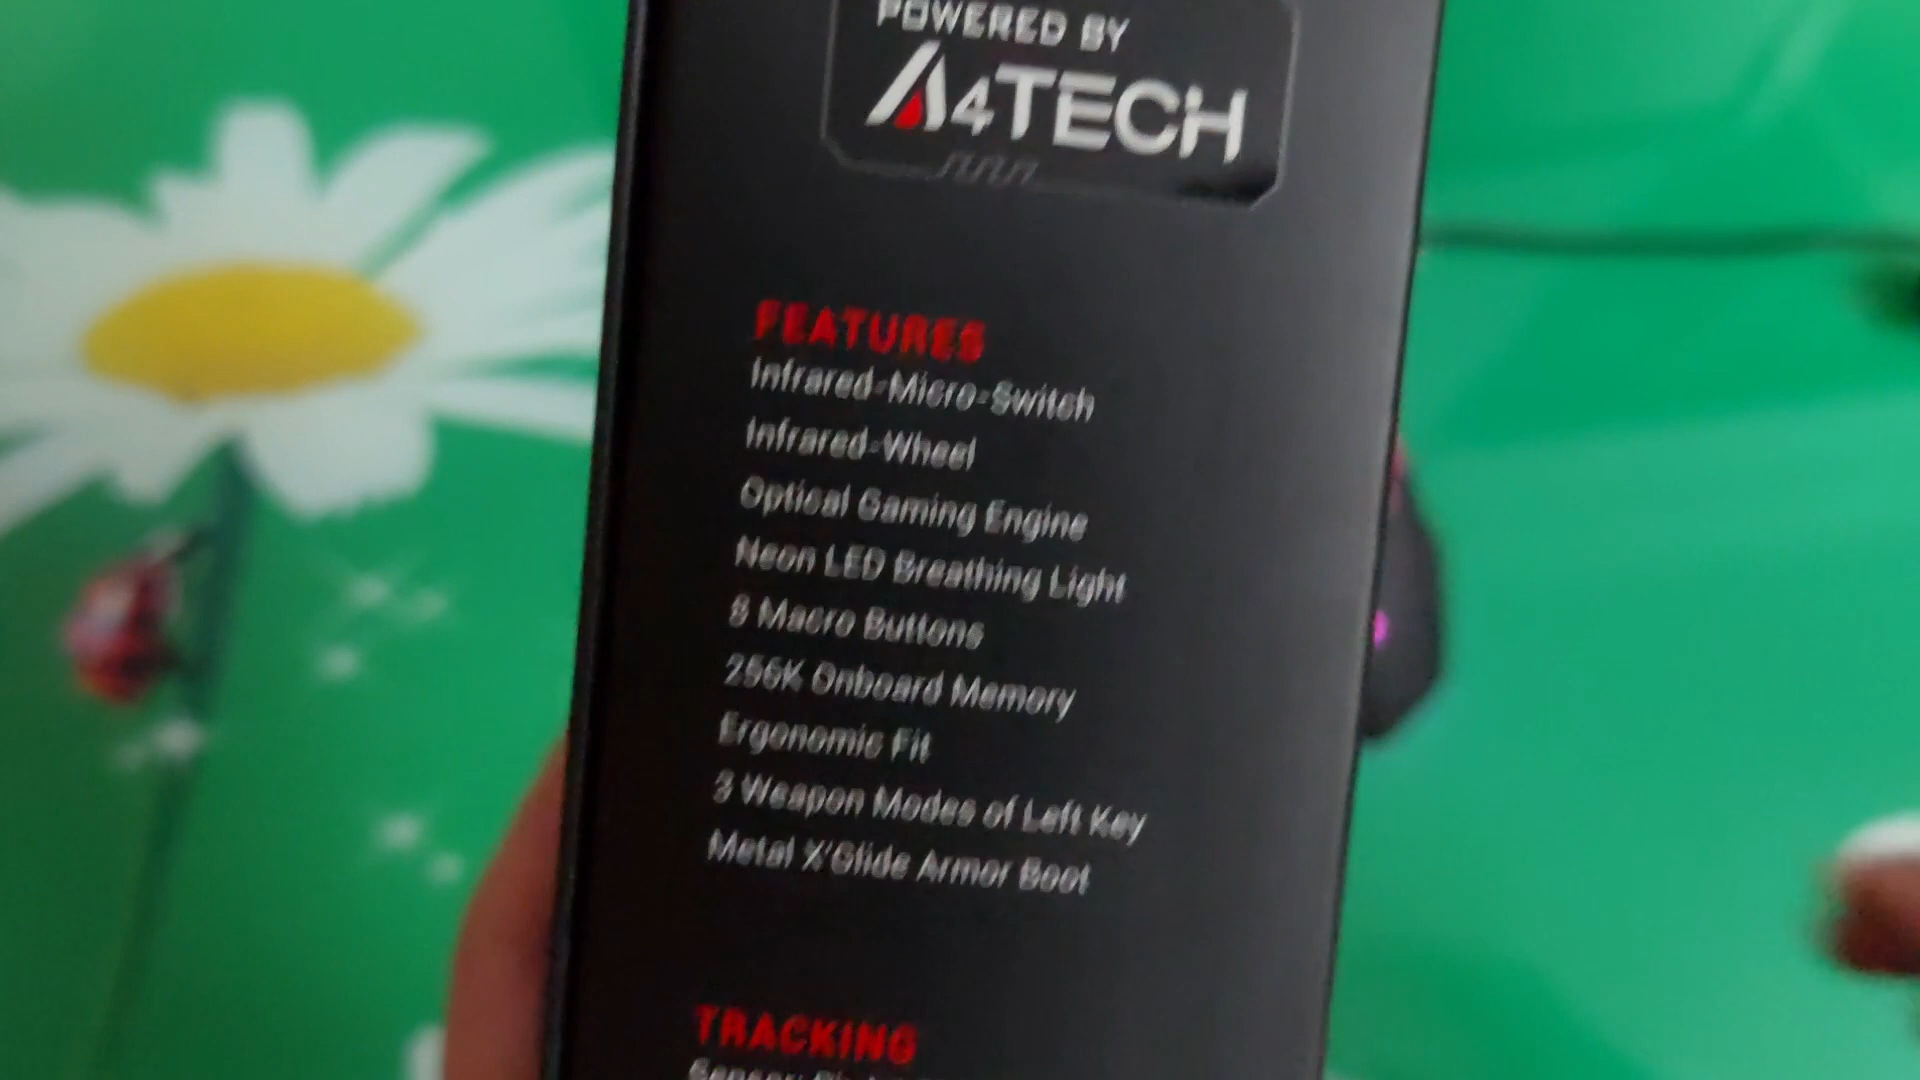 POWERED BY
A4TECH
FEATURES
Infrared-Micro-Switch
Infrared-Wheel
Optical Gaming Engine
Neon LED Breathing Light
8 Macro Buttons
256K Onboard Memory
Ergonomic Fit
3 Weapon Modes of Left Key
Metal X'Glide Armor Boot
TRACKING
Sensor: